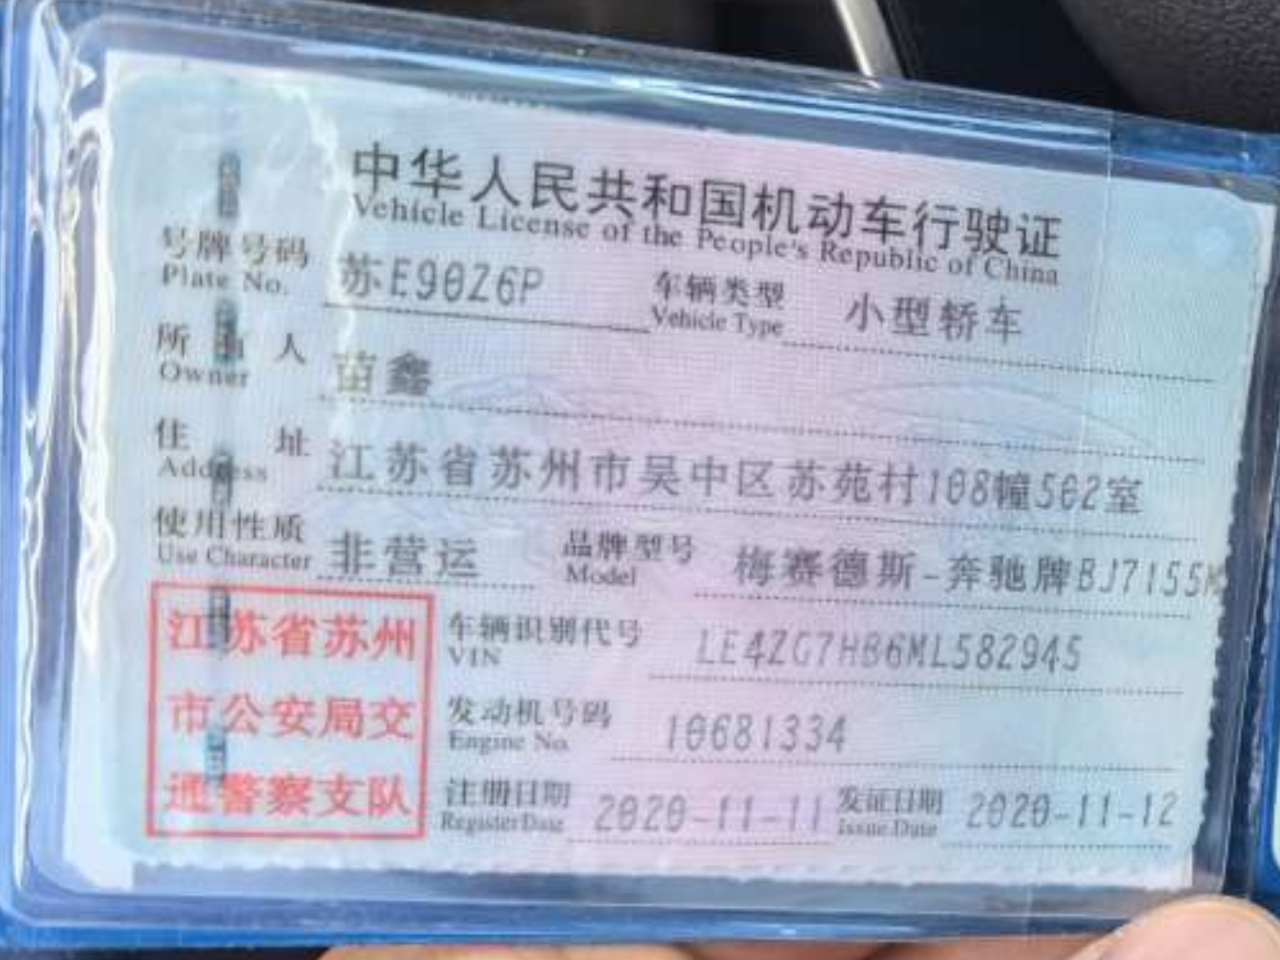 中华人民共和国机动车行驶证
Vehicle License of the People's Republic of China
号牌号码 苏E90Z6P 车辆类型 小型轿车
Plate No. Vehicle Type
所 人 苗鑫
Owner
住 址 江苏省苏州市吴中区苏苑村108幢502室
Address
使用性质 非营运 品牌型号 梅赛德斯-奔驰牌BJ7155
Use Character Model
江苏省苏州
市公安局交
通警察支队
车辆识别代号 LE4ZG7HB6ML582945
VIN
发动机号码 10681334
Engine No.
注册日期 2020-11-11 发证日期 2020-11-12
Register Date Issue Date